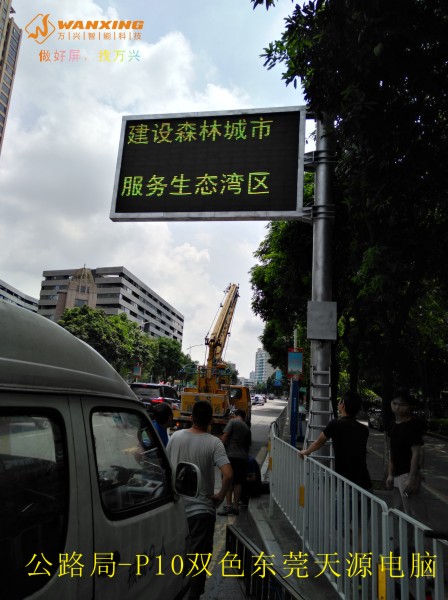 WANXING
万兴智能科技
做好屏，找万兴
建设森林城市
服务生态湾区
公路局-P10双色东莞天源电脑